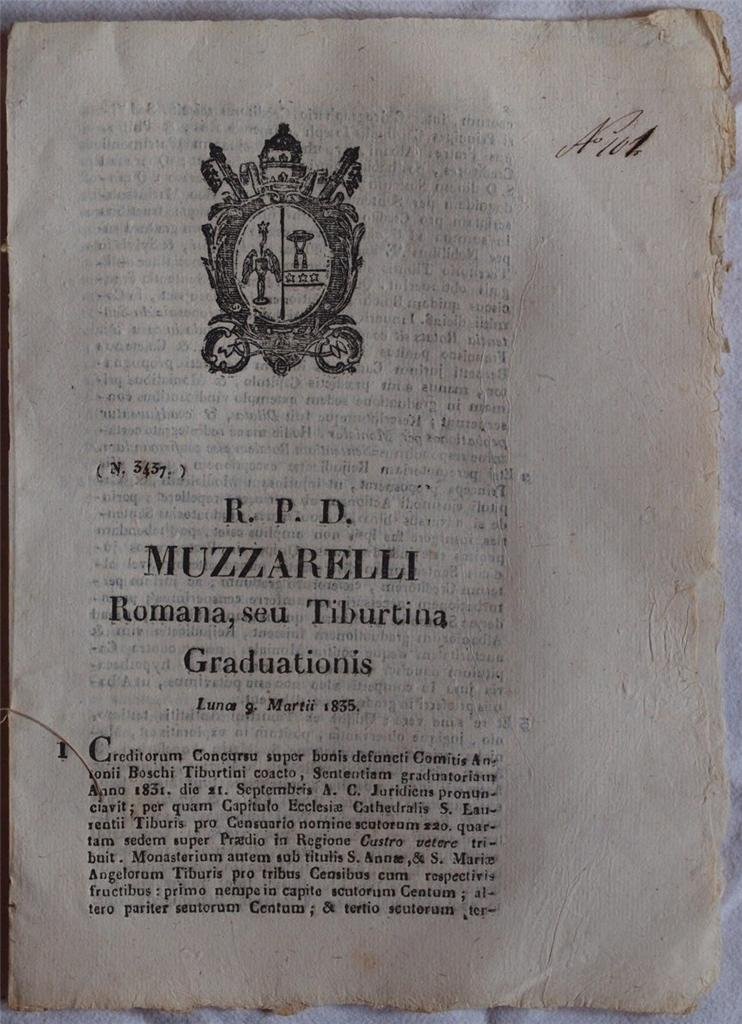 No 101.
( N. 3437. )
R. P. D.
MUZZARELLI
Romana, seu Tiburtina
Graduationis
Lunæ 9. Martii 1835.
1 Creditorum Concursu super bonis defuncti Comitis An-
tonii Boschi Tiburtini coacto, Sententiam graduatoriam
Anno 1831. die 21. Septembris A. C. Juridicus pronun-
ciavit; per quam Capitulo Ecclesiæ Cathedralis S. Lau-
rentii Tiburis pro Censuario nomine scutorum 220. quar-
tam sedem super Prædio in Regione Castro vetere tri-
buit. Monasterium autem sub titulis S. Annæ, & S. Mariæ
Angelorum Tiburis pro tribus Censibus cum respectivis
fructibus: primo nempe in capite scutorum Centum; al-
tero pariter scutorum Centum; & tertio scutorum ter-